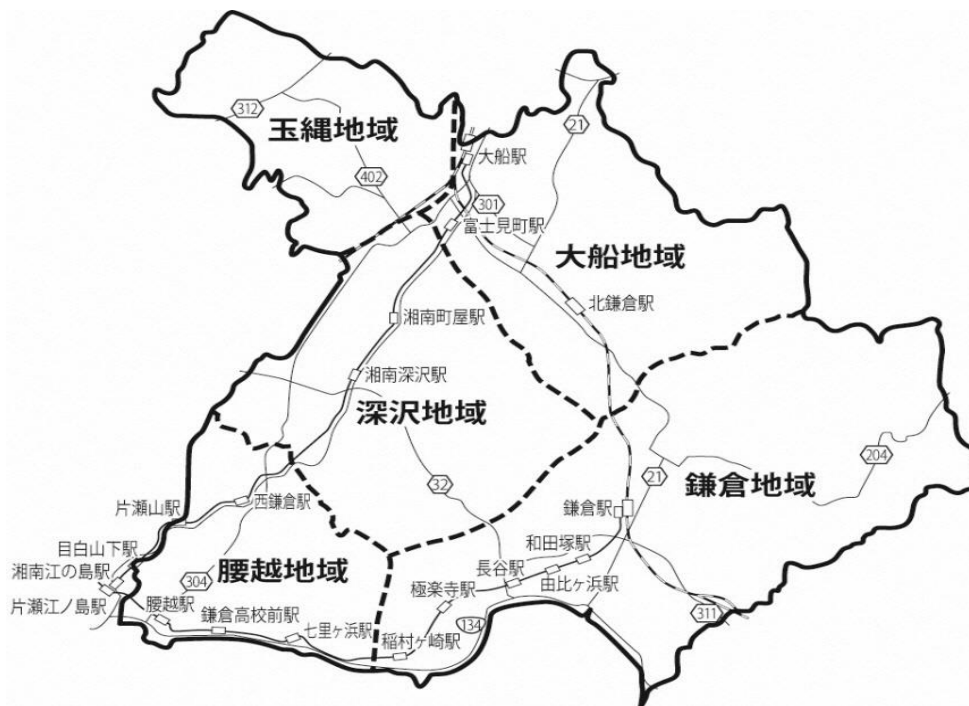 312
玉縄地域
21
大船駅
402
301
富士見町駅
大船地域
北鎌倉駅
湘南町屋駅
湘南深沢駅
深沢地域
32
21
204
鎌倉地域
片瀬山駅
西鎌倉駅
鎌倉駅
目白山下駅
和田塚駅
湘南江の島駅
腰越地域
長谷駅
304
極楽寺駅
由比ヶ浜駅
片瀬江ノ島駅
腰越駅
鎌倉高校前駅
311
七里ヶ浜駅
134
稲村ヶ崎駅